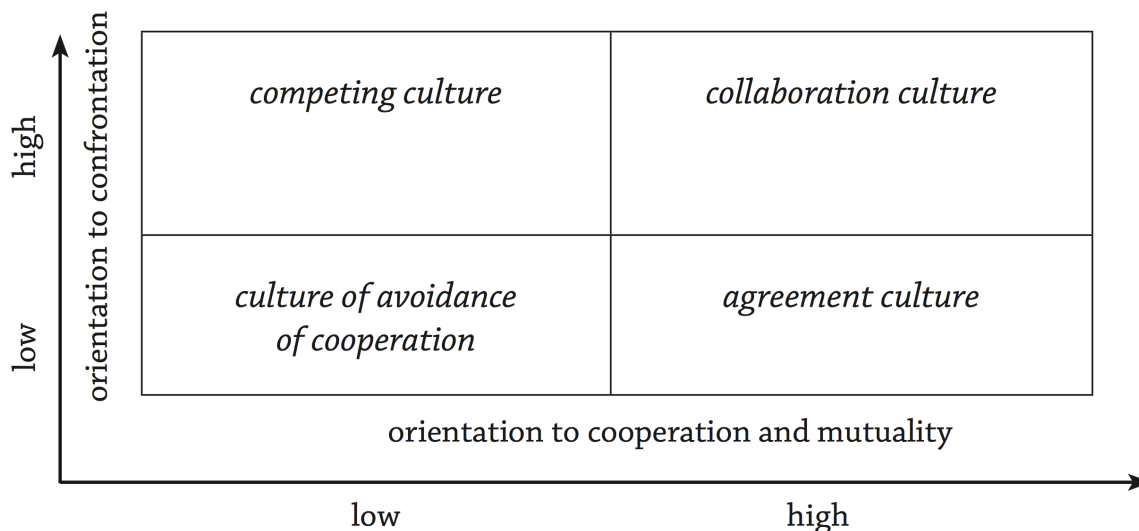 orientation to confrontation
high
low
competing culture
collaboration culture
culture of avoidance
of cooperation
agreement culture
orientation to cooperation and mutuality
low
high